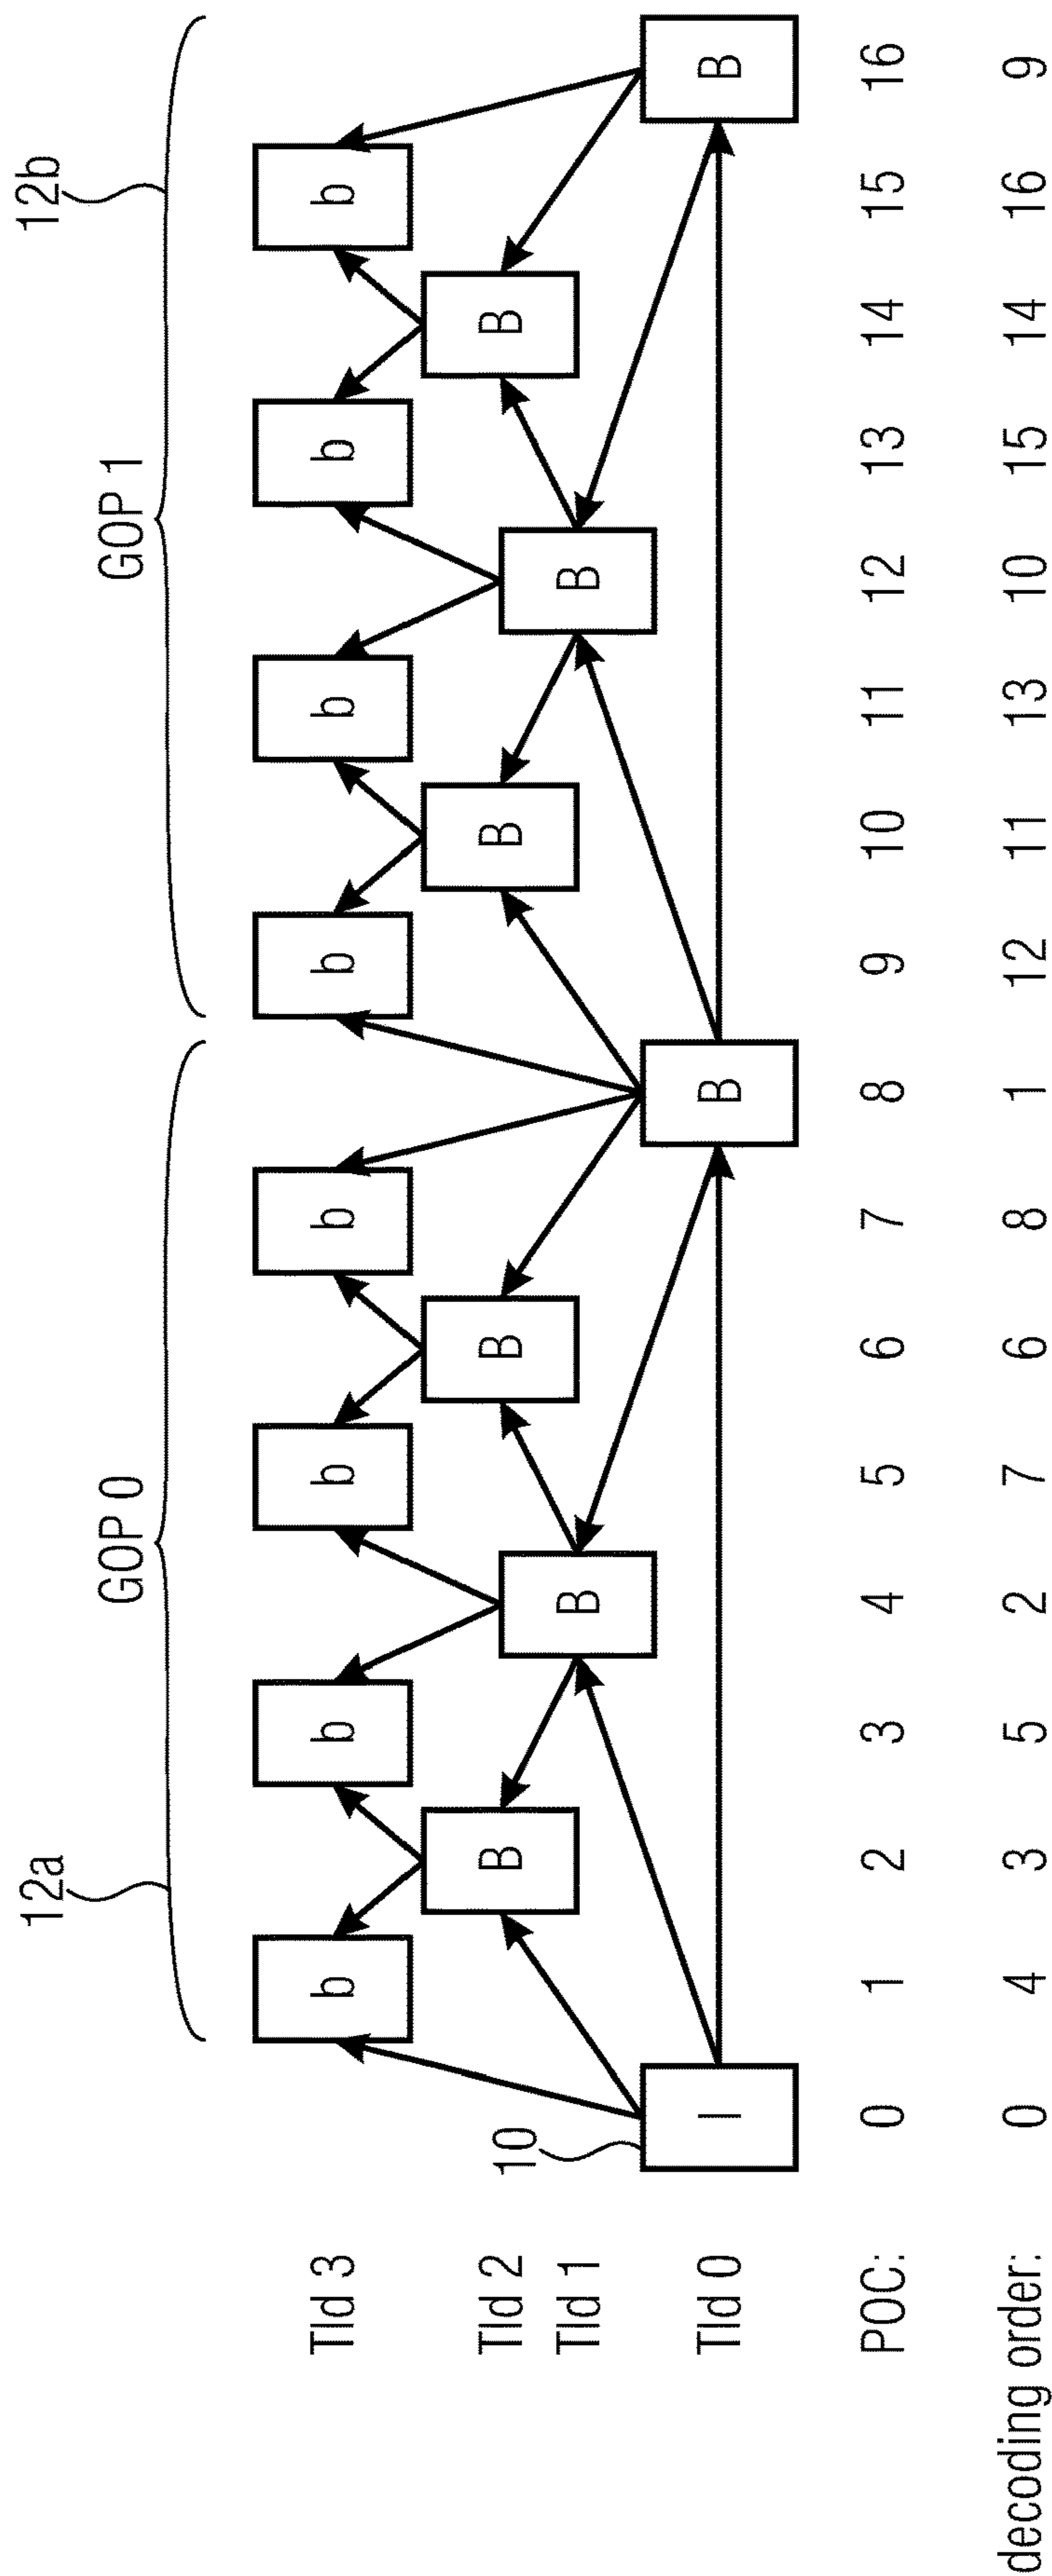 12a 12b
GOP 0 GOP 1
TId 3 b b b b b b b b
TId 2 B B B B
TId 1 B B
10
TId 0 I B B
POC: 0 1 2 3 4 5 6 7 8 9 10 11 12 13 14 15 16
decoding order: 0 4 3 5 2 7 6 8 1 12 11 13 10 15 14 16 9